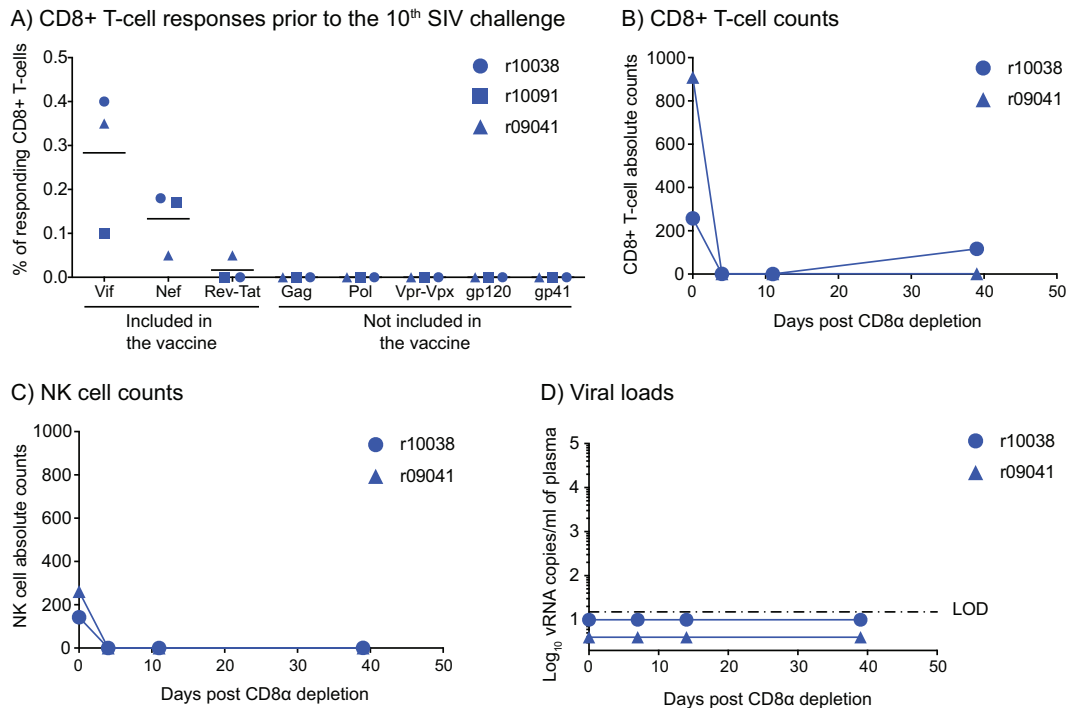 A) CD8+ T-cell responses prior to the 10th SIV challenge
% of responding CD8+ T-cells
0.5
0.4
0.3
0.2
0.1
0.0
r10038
r10091
r09041
Vif Nef Rev-Tat Gag Pol Vpr-Vpx gp120 gp41
Included in
the vaccine
Not included in
the vaccine
B) CD8+ T-cell counts
CD8+ T-cell absolute counts
1000
800
600
400
200
0
r10038
r09041
0 10 20 30 40 50
Days post CD8α depletion
C) NK cell counts
NK cell absolute counts
1000
800
600
400
200
0
r10038
r09041
0 10 20 30 40 50
Days post CD8α depletion
D) Viral loads
Log10 vRNA copies/ml of plasma
5
4
3
2
1
r10038
r09041
LOD
0 10 20 30 40 50
Days post CD8α depletion